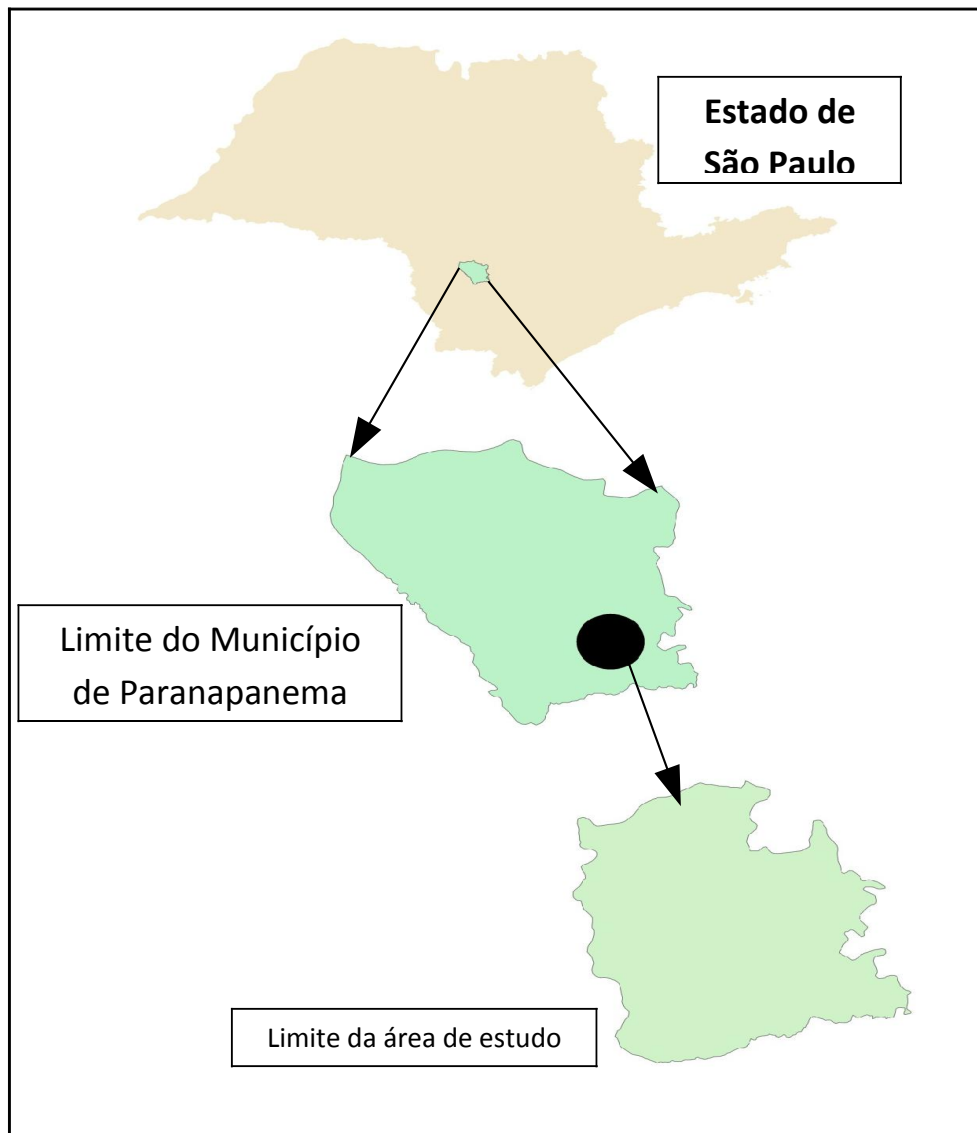 Estado de
São Paulo
Limite do Município
de Paranapanema
Limite da área de estudo